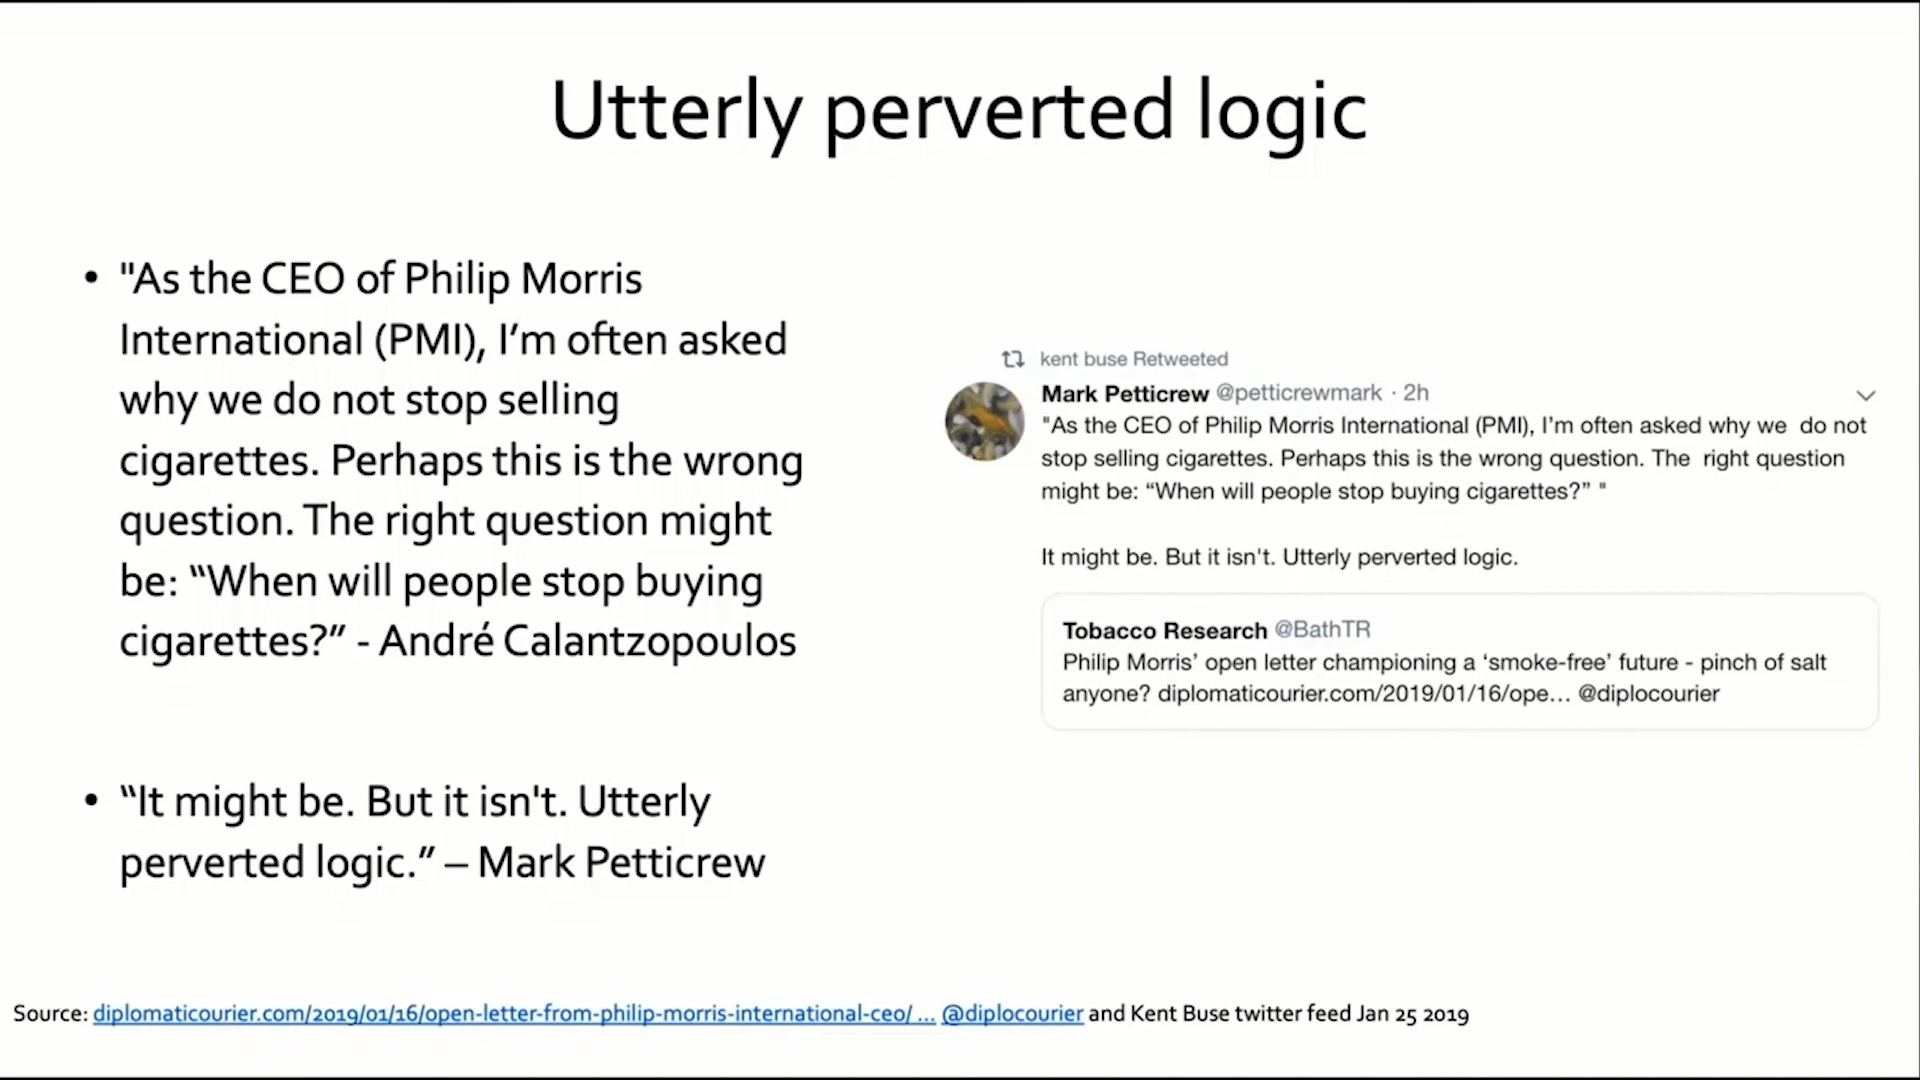 Utterly perverted logic
• "As the CEO of Philip Morris
International (PMI), I’m often asked
why we do not stop selling
cigarettes. Perhaps this is the wrong
question. The right question might
be: “When will people stop buying
cigarettes?” - André Calantzopoulos
• “It might be. But it isn't. Utterly
perverted logic.” – Mark Petticrew
kent buse Retweeted
Mark Petticrew @petticrewmark · 2h
"As the CEO of Philip Morris International (PMI), I’m often asked why we  do not
stop selling cigarettes. Perhaps this is the wrong question. The  right question
might be: “When will people stop buying cigarettes?” "
It might be. But it isn't. Utterly perverted logic.
Tobacco Research @BathTR
Philip Morris’ open letter championing a ‘smoke-free’ future - pinch of salt
anyone? diplomaticourier.com/2019/01/16/ope… @diplocourier
Source: diplomaticourier.com/2019/01/16/open-letter-from-philip-morris-international-ceo/ … @diplocourier and Kent Buse twitter feed Jan 25 2019